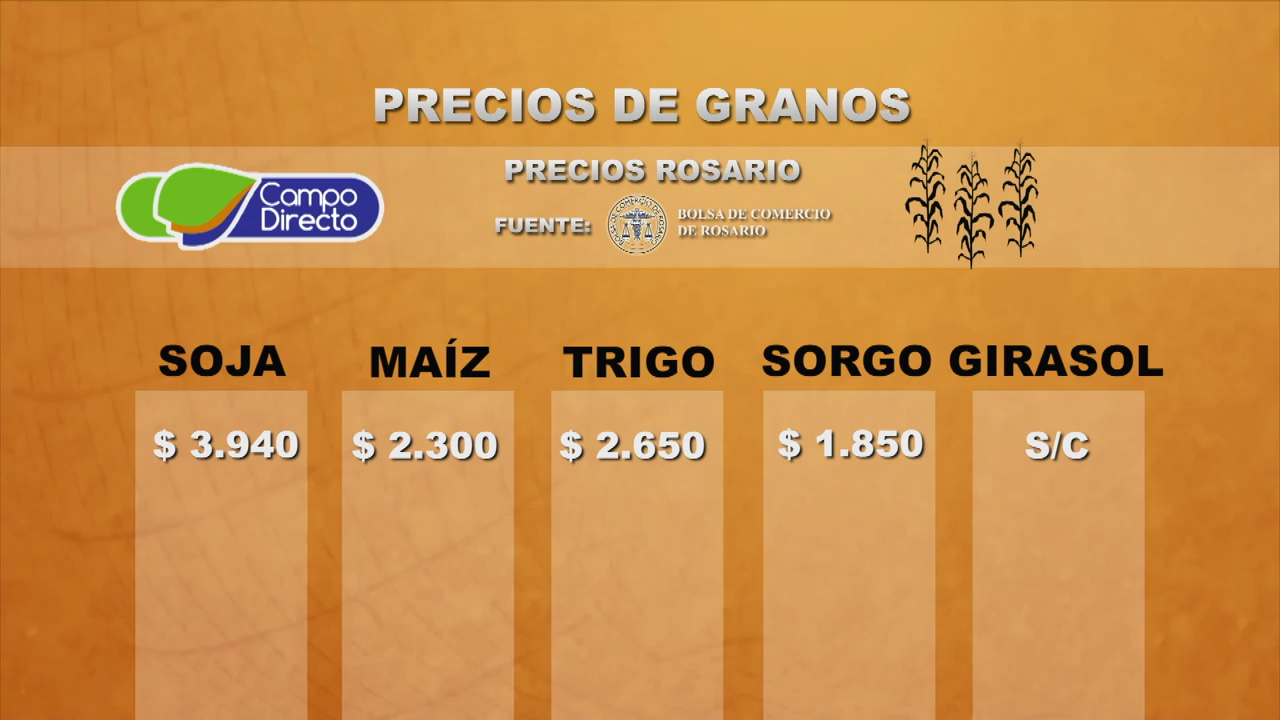 PRECIOS DE GRANOS
PRECIOS ROSARIO
Campo
Directo
FUENTE:
BOLSA DE COMERCIO
DE ROSARIO
SOJA MAÍZ TRIGO SORGO GIRASOL
$ 3.940 $ 2.300 $ 2.650 $ 1.850 S/C